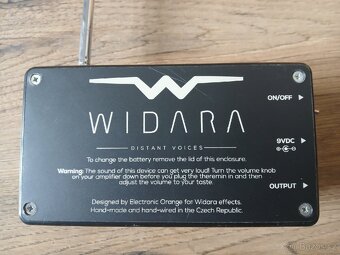 WIDARA
DISTANT VOICES
To change the battery remove the lid of this enclosure.
Warning: The sound of this device can get very loud! Turn the volume knob
on your amplifier down before you plug the theremin in and then
adjust the volume to your taste.
Designed by Electronic Orange for Widara effects.
Hand-made and hand-wired in the Czech Republic.
ON/OFF
9VDC
OUTPUT